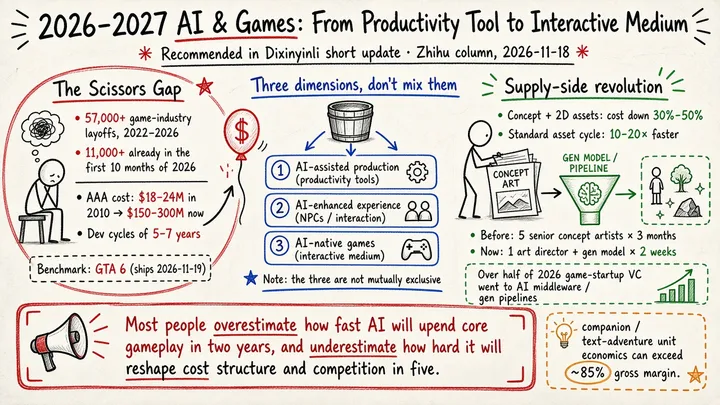 2026–2027 AI & Games: From Productivity Tool to Interactive Medium
Recommended in Dixinyinli short update · Zhihu column, 2026-11-18
The Scissors Gap
• 57,000+ game-industry
layoffs, 2022–2026
• 11,000+ already in the
first 10 months of 2026
• AAA cost: $18–24M in
2010 → $150–300M now
• Dev cycles of 5–7 years
Benchmark: GTA 6 (ships 2026-11-19)
$
Three dimensions, don't mix them
1 AI-assisted production
(productivity tools)
2 AI-enhanced experience
(NPCs / interaction)
3 AI-native games
(interactive medium)
Note: the three are not mutually exclusive
Supply-side revolution
• Concept + 2D assets: cost down 30%–50%
• Standard asset cycle: 10–20× faster
CONCEPT
ART
GEN MODEL /
PIPELINE
• Before: 5 senior concept artists × 3 months
• Now: 1 art director + gen model × 2 weeks
Over half of 2026 game-startup VC
went to AI middleware /
gen pipelines
Most people overestimate how fast AI will upend core
gameplay in two years, and underestimate how hard it will
reshape cost structure and competition in five.
companion /
text-adventure unit
economics can exceed
~85% gross margin.